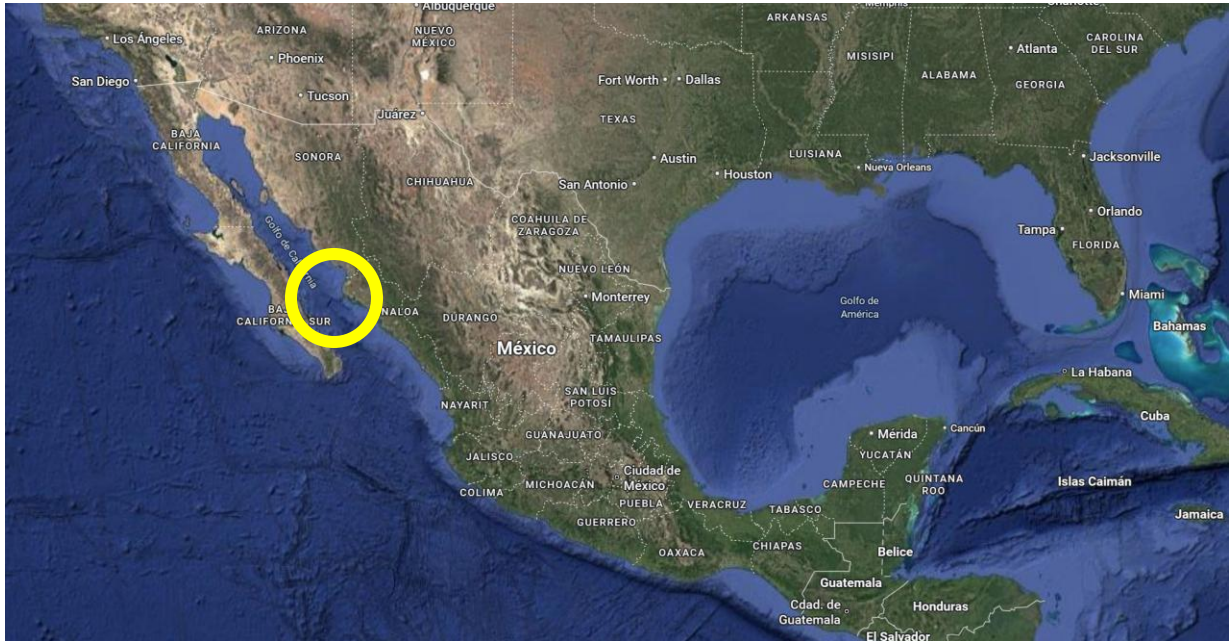 Albuquerque
Memphis
ARKANSAS
CAROLINA
DEL SUR
Los Ángeles
ARIZONA
NUEVO
MÉXICO
Atlanta
MISISIPI
ALABAMA
Phoenix
San Diego
Fort Worth
Dallas
GEORGIA
Tucson
Juárez
TEXAS
BAJA
CALIFORNIA
SONORA
Austin
LUISIANA
Jacksonville
Nueva Orleans
Houston
CHIHUAHUA
San Antonio
Orlando
COAHUILA DE
ZARAGOZA
Tampa
FLORIDA
Golfo de California
NUEVO LEÓN
Monterrey
Golfo de
América
Miami
BAJ
CALIFORN
SUR
NALOA
DURANGO
Bahamas
TAMAULIPAS
México
La Habana
SAN LUIS
POTOSÍ
NAYARIT
Cuba
GUANAJUATO
Mérida
Cancún
YUCATÁN
JALISCO
Ciudad de
México
QUINTANA
ROO
CAMPECHE
Islas Caimán
COLIMA
MICHOACÁN
PUEBLA
VERACRUZ
TABASCO
Jamaica
GUERRERO
OAXACA
CHIAPAS
Belice
Guatemala
Cdad. de
Guatemala
Honduras
El Salvador